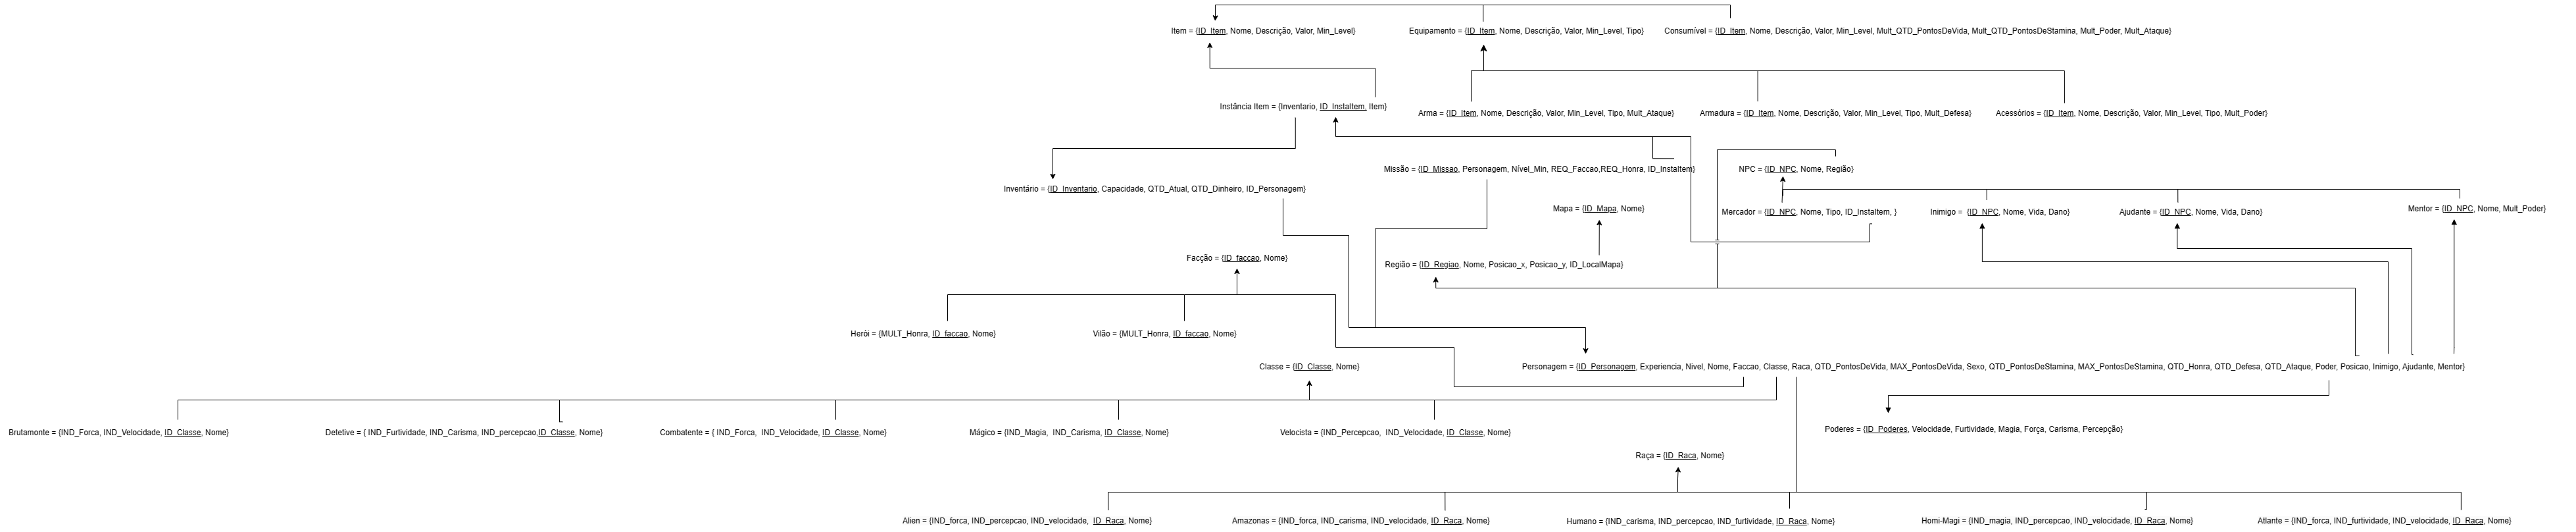 Item = {ID_Item, Nome, Descrição, Valor, Min_Level}
Equipamento = {ID_Item, Nome, Descrição, Valor, Min_Level, Tipo}
Consumível = {ID_Item, Nome, Descrição, Valor, Min_Level, Mult_QTD_PontosDeVida, Mult_QTD_PontosDeStamina, Mult_Poder, Mult_Ataque}
Instância Item = {Inventario, ID_InstaItem, Item}
Arma = {ID_Item, Nome, Descrição, Valor, Min_Level, Tipo, Mult_Ataque}
Armadura = {ID_Item, Nome, Descrição, Valor, Min_Level, Tipo, Mult_Defesa}
Acessórios = {ID_Item, Nome, Descrição, Valor, Min_Level, Tipo, Mult_Poder}
Missão = {ID_Missao, Personagem, Nível_Min, REQ_Faccao,REQ_Honra, ID_InstaItem}
NPC = {ID_NPC, Nome, Região}
Inventário = {ID_Inventario, Capacidade, QTD_Atual, QTD_Dinheiro, ID_Personagem}
Mapa = {ID_Mapa, Nome}
Mercador = {ID_NPC, Nome, Tipo, ID_InstaItem, }
Inimigo = {ID_NPC, Nome, Vida, Dano}
Ajudante = {ID_NPC, Nome, Vida, Dano}
Mentor = {ID_NPC, Nome, Mult_Poder}
Facção = {ID_faccao, Nome}
Região = {ID_Regiao, Nome, Posicao_x, Posicao_y, ID_LocalMapa}
Herói = {MULT_Honra, ID_faccao, Nome}
Vilão = {MULT_Honra, ID_faccao, Nome}
Classe = {ID_Classe, Nome}
Personagem = {ID_Personagem, Experiencia, Nivel, Nome, Faccao, Classe, Raca, QTD_PontosDeVida, MAX_PontosDeVida, Sexo, QTD_PontosDeStamina, MAX_PontosDeStamina, QTD_Honra, QTD_Defesa, QTD_Ataque, Poder, Posicao, Inimigo, Ajudante, Mentor}
Brutamonte = {IND_Forca, IND_Velocidade, ID_Classe, Nome}
Detetive = { IND_Furtividade, IND_Carisma, IND_percepcao,ID_Classe, Nome}
Combatente = { IND_Forca, IND_Velocidade, ID_Classe, Nome}
Mágico = {IND_Magia, IND_Carisma, ID_Classe, Nome}
Velocista = {IND_Percepcao, IND_Velocidade, ID_Classe, Nome}
Poderes = {ID_Poderes, Velocidade, Furtividade, Magia, Força, Carisma, Percepção}
Raça = {ID_Raca, Nome}
Alien = {IND_forca, IND_percepcao, IND_velocidade, ID_Raca, Nome}
Amazonas = {IND_forca, IND_carisma, IND_velocidade, ID_Raca, Nome}
Humano = {IND_carisma, IND_percepcao, IND_furtividade, ID_Raca, Nome}
Homi-Magi = {IND_magia, IND_percepcao, IND_velocidade, ID_Raca, Nome}
Atlante = {IND_forca, IND_furtividade, IND_velocidade, ID_Raca, Nome}